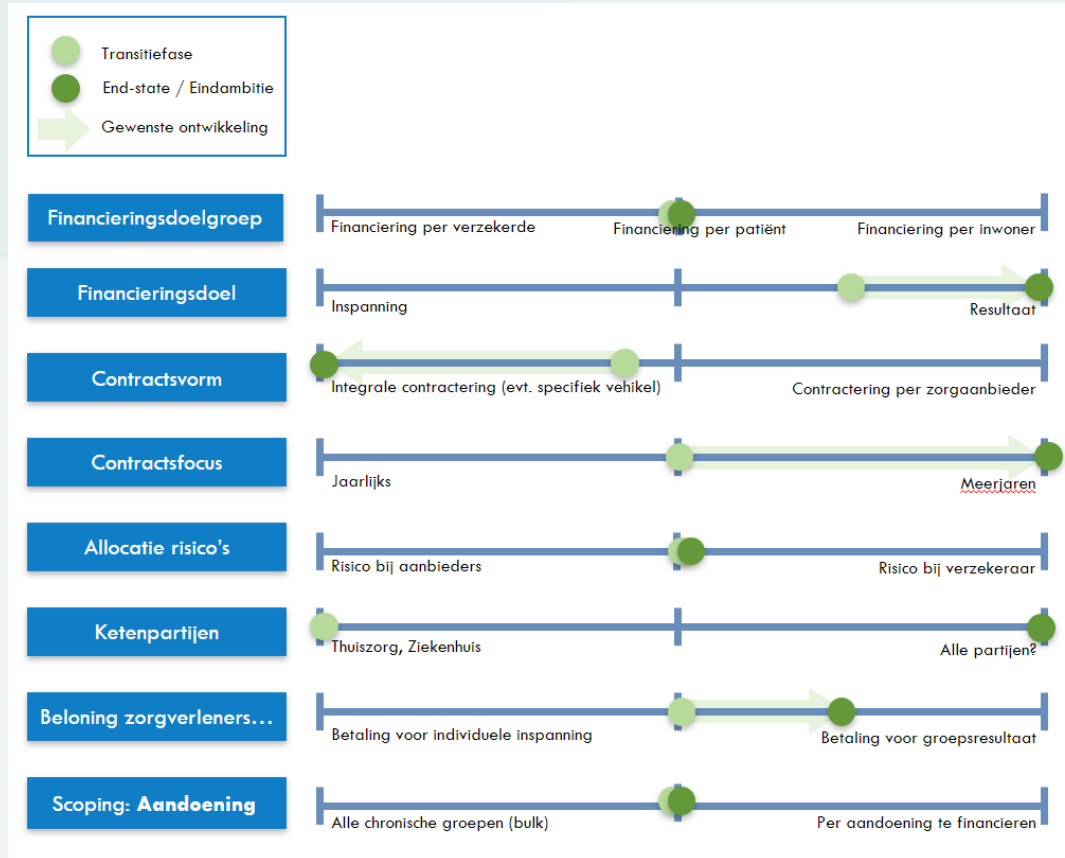 Transitiefase
End-state / Eindambitie
Gewenste ontwikkeling
Financieringsdoelgroep
Financiering per verzekerde
Financiering per patiënt
Financiering per inwoner
Financieringsdoel
Inspanning
Resultaat
Contractsvorm
Integrale contractering (evt. specifiek vehikel)
Contractering per zorgaanbieder
Contractsfocus
Jaarlijks
Meerjaren
Allocatie risico's
Risico bij aanbieders
Risico bij verzekeraar
Ketenpartijen
Thuiszorg, Ziekenhuis
Alle partijen?
Beloning zorgverleners...
Betaling voor individuele inspanning
Betaling voor groepsresultaat
Scoping: Aandoening
Alle chronische groepen (bulk)
Per aandoening te financieren